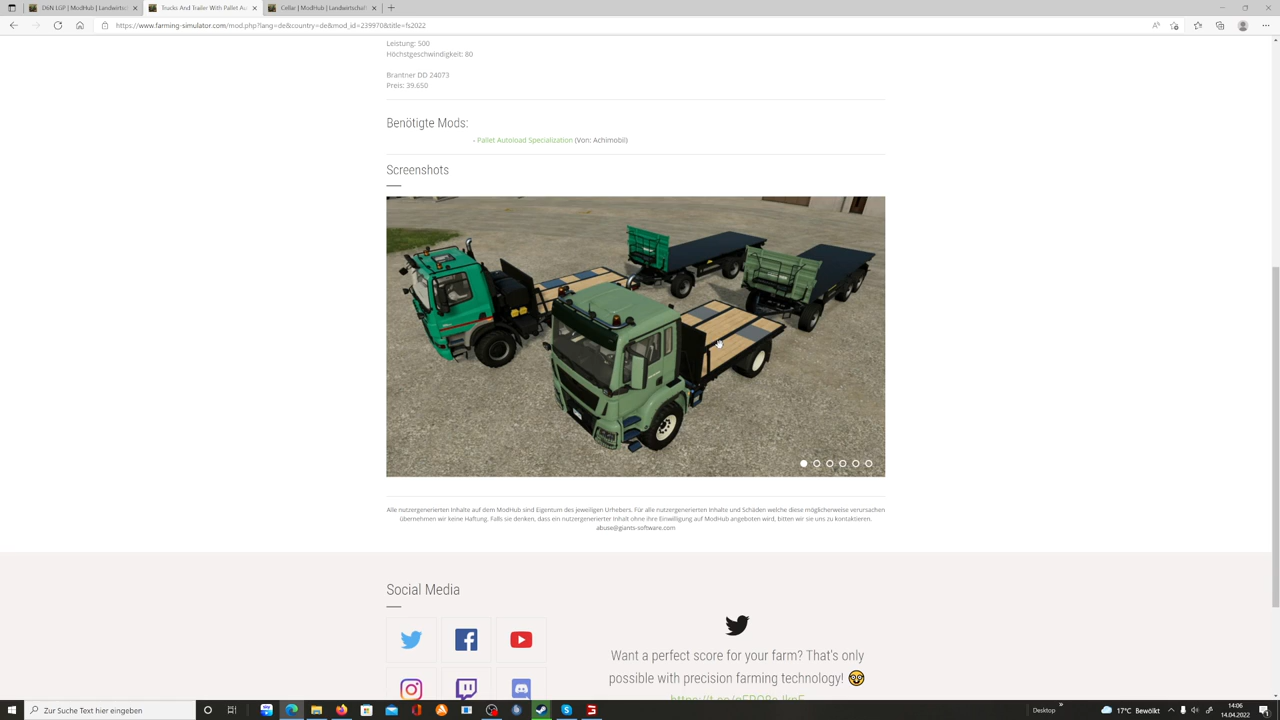 D6N LGP | ModHub | Landwirtsch
Trucks And Trailer With Pallet Au
Cellar | ModHub | Landwirtschaf
https://www.farming-simulator.com/mod.php?lang=de&country=de&mod_id=239970&title=fs2022
Leistung: 500
Höchstgeschwindigkeit: 80
Brantner DD 24073
Preis: 39.650
Benötigte Mods:
- Pallet Autoload Specialization (Von: Achimobil)
Screenshots
Alle nutzergenerierten Inhalte auf dem ModHub sind Eigentum des jeweiligen Urhebers. Für alle nutzergenerierten Inhalte und Schäden welche diese möglicherweise verursachen
übernehmen wir keine Haftung. Falls sie denken, dass ein nutzergenerierter Inhalt ohne ihre Einwilligung auf ModHub angeboten wird, bitten wir sie uns zu kontaktieren.
abuse@giants-software.com
Social Media
Want a perfect score for your farm? That's only
possible with precision farming technology!
Zur Suche Text hier eingeben
Desktop
17°C Bewölkt
14:06
14.04.2022